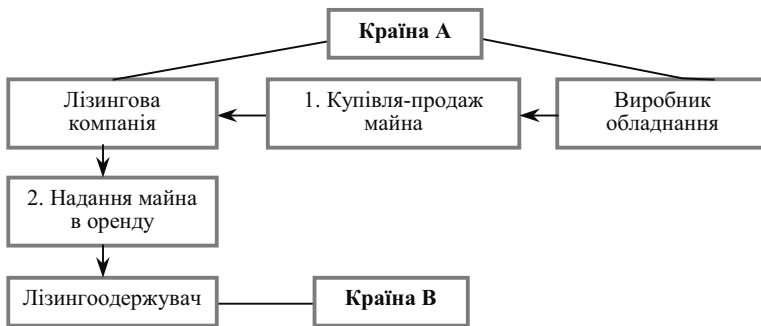 Країна А
Лізингова
компанія
1. Купівля-продаж
майна
Виробник
обладнання
2. Надання майна
в оренду
Лізингоодержувач
Країна В